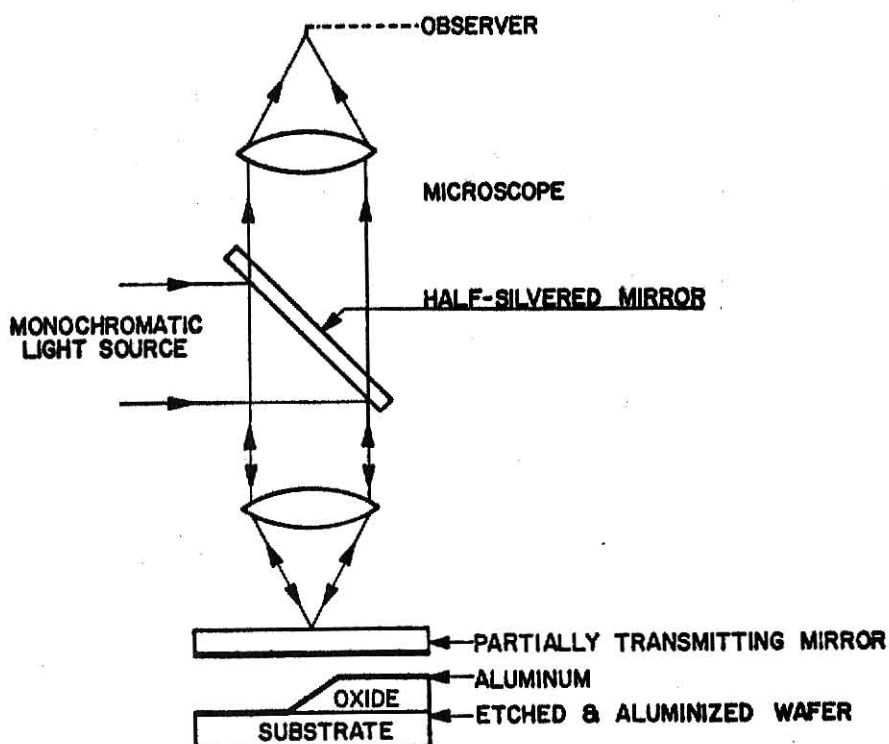 OBSERVER
MICROSCOPE
HALF-SILVERED MIRROR
MONOCHROMATIC
LIGHT SOURCE
PARTIALLY TRANSMITTING MIRROR
ALUMINUM
OXIDE
ETCHED & ALUMINIZED WAFER
SUBSTRATE